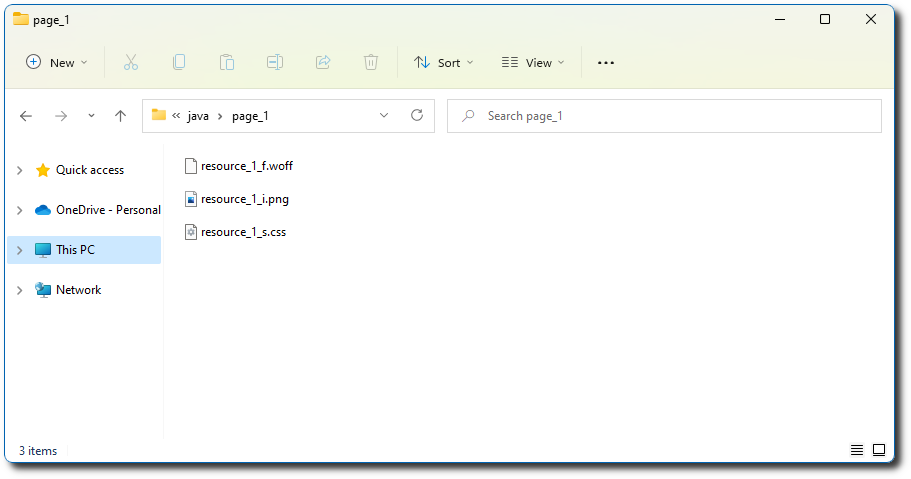 page_1
New
Sort
View
java
page_1
Search page_1
Quick access
OneDrive - Personal
This PC
Network
resource_1_f.woff
resource_1_i.png
resource_1_s.css
3 items